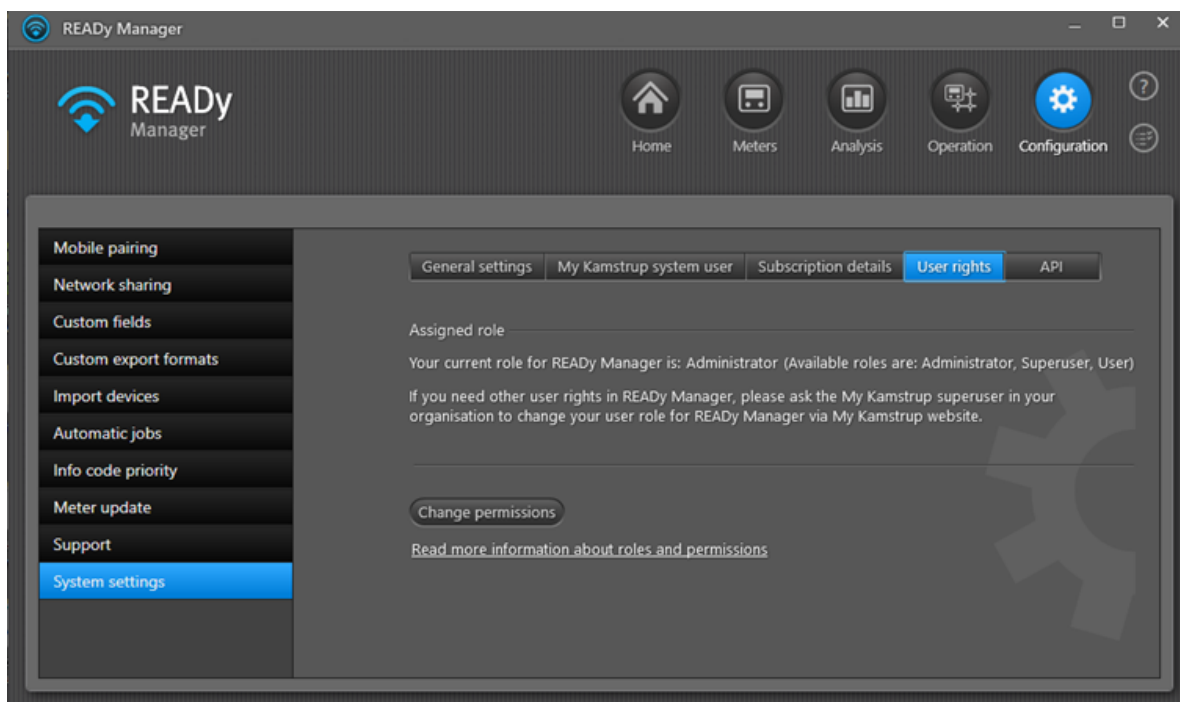 READy Manager
READy
Manager
Home
Meters
Analysis
Operation
Configuration
?
Mobile pairing
Network sharing
Custom fields
Custom export formats
Import devices
Automatic jobs
Info code priority
Meter update
Support
System settings
General settings
My Kamstrup system user
Subscription details
User rights
API
Assigned role
Your current role for READy Manager is: Administrator (Available roles are: Administrator, Superuser, User)
If you need other user rights in READy Manager, please ask the My Kamstrup superuser in your
organisation to change your user role for READy Manager via My Kamstrup website.
Change permissions
Read more information about roles and permissions